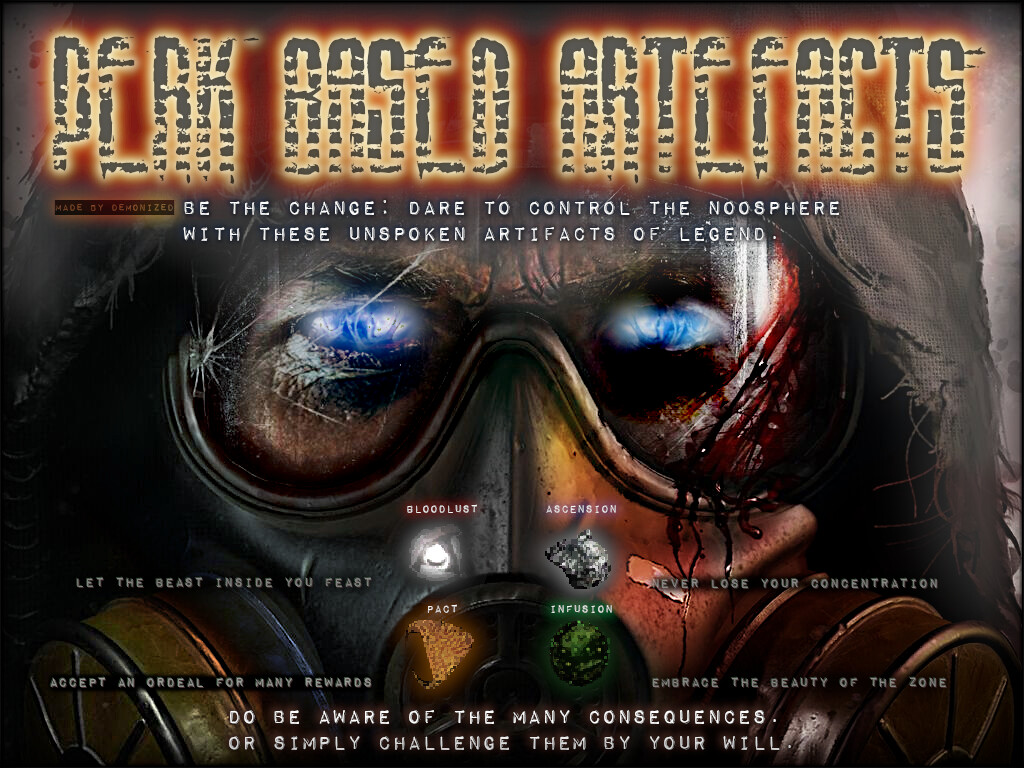 PERK BASED ARTEFACTS
MADE BY DEMONIZED
BE THE CHANGE: DARE TO CONTROL THE NOOSPHERE
WITH THESE UNSPOKEN ARTIFACTS OF LEGEND.
BLOODLUST
ASCENSION
LET THE BEAST INSIDE YOU FEAST
NEVER LOSE YOUR CONCENTRATION
PACT
INFUSION
ACCEPT AN ORDEAL FOR MANY REWARDS
EMBRACE THE BEAUTY OF THE ZONE
DO BE AWARE OF THE MANY CONSEQUENCES.
OR SIMPLY CHALLENGE THEM BY YOUR WILL.